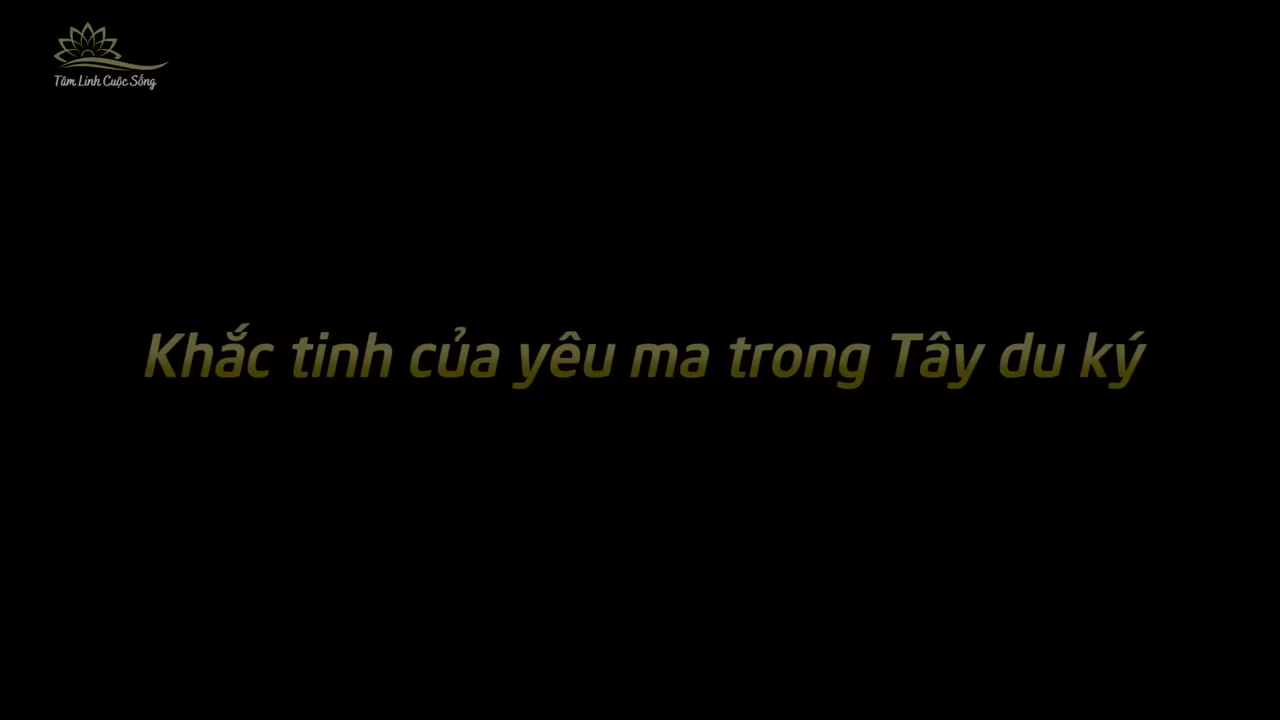 Tâm Linh Cuộc Sống
Khắc tinh của yêu ma trong Tây du ký